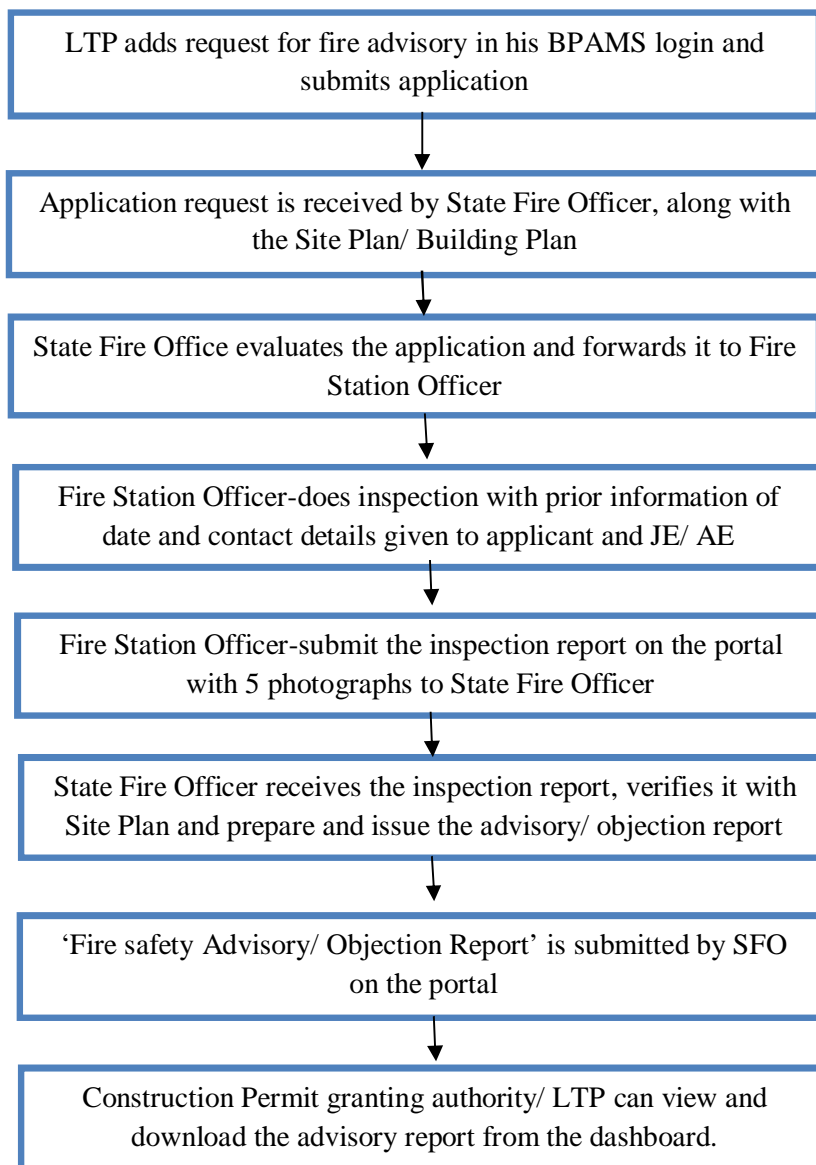 LTP adds request for fire advisory in his BPAMS login and
submits application
Application request is received by State Fire Officer, along with
the Site Plan/ Building Plan
State Fire Office evaluates the application and forwards it to Fire
Station Officer
Fire Station Officer-does inspection with prior information of
date and contact details given to applicant and JE/ AE
Fire Station Officer-submit the inspection report on the portal
with 5 photographs to State Fire Officer
State Fire Officer receives the inspection report, verifies it with
Site Plan and prepare and issue the advisory/ objection report
‘Fire safety Advisory/ Objection Report’ is submitted by SFO
on the portal
Construction Permit granting authority/ LTP can view and
download the advisory report from the dashboard.